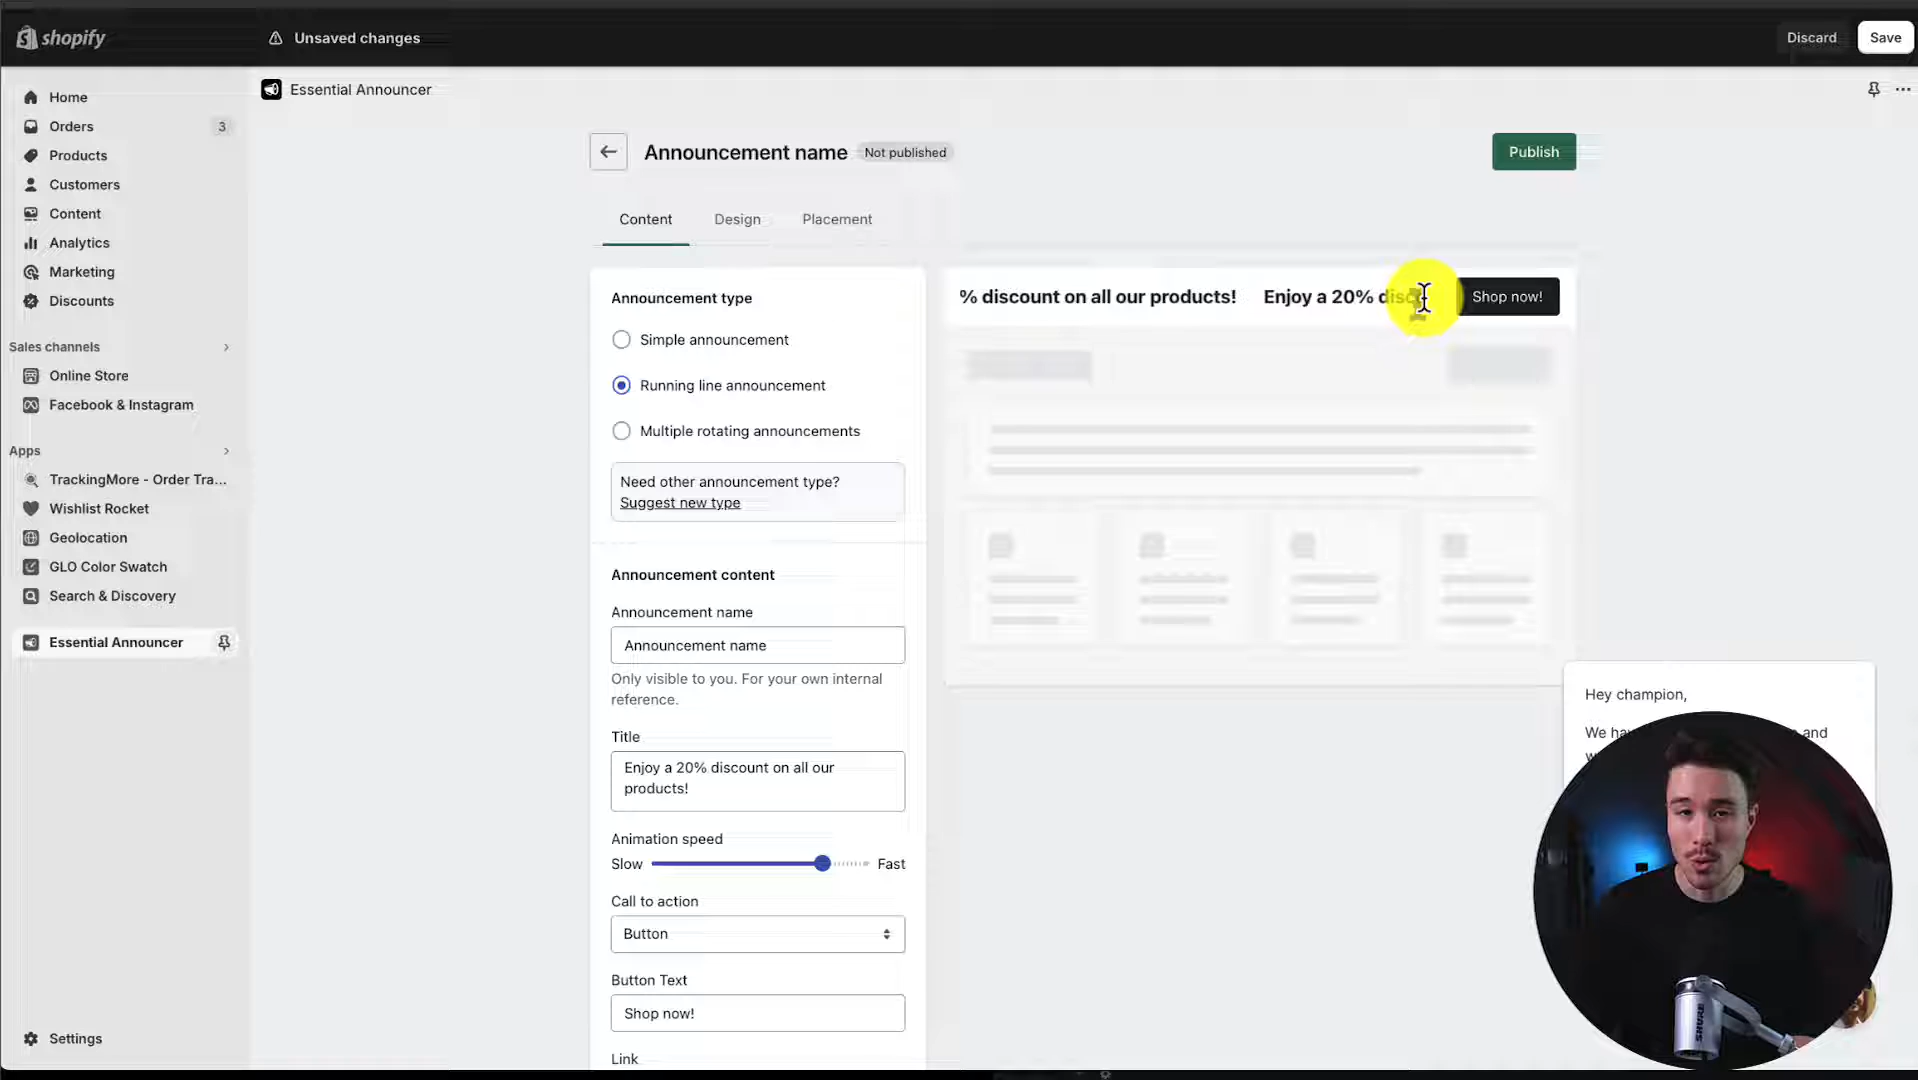 shopify
Unsaved changes
Discard
Save
Home
Orders
3
Products
Customers
Content
Analytics
Marketing
Discounts
Sales channels
Online Store
Facebook & Instagram
Apps
TrackingMore - Order Tra...
Wishlist Rocket
Geolocation
GLO Color Swatch
Search & Discovery
Essential Announcer
Settings
Essential Announcer
Announcement name
Not published
Publish
Content
Design
Placement
Announcement type
Simple announcement
Running line announcement
Multiple rotating announcements
Need other announcement type?
Suggest new type
Announcement content
Announcement name
Announcement name
Only visible to you. For your own internal
reference.
Title
Enjoy a 20% discount on all our
products!
Animation speed
Slow
Fast
Call to action
Button
Button Text
Shop now!
Link
% discount on all our products! Enjoy a 20% disc
Shop now!
Hey champion,
We and
SHURE